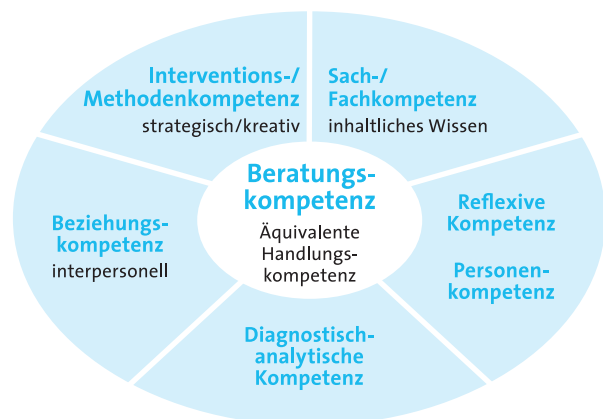 Interventions-/
Methodenkompetenz
strategisch/kreativ
Sach-/
Fachkompetenz
inhaltliches Wissen
Beziehungs-
kompetenz
interpersonell
Beratungs-
kompetenz
Äquivalente
Handlungs-
kompetenz
Reflexive
Kompetenz
Personen-
kompetenz
Diagnostisch-
analytische
Kompetenz